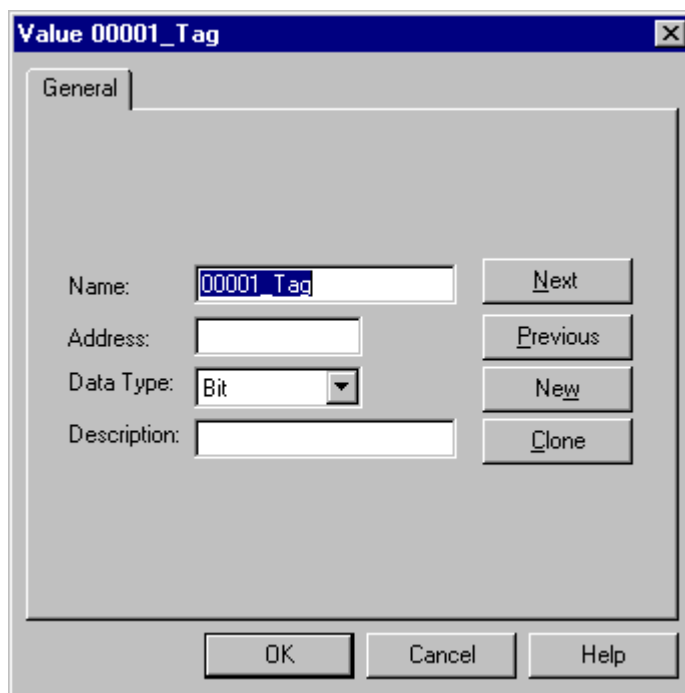 Value 00001_Tag
General
Name: 00001_Tag Next
Address: Previous
Data Type: Bit New
Description: Clone
OK Cancel Help